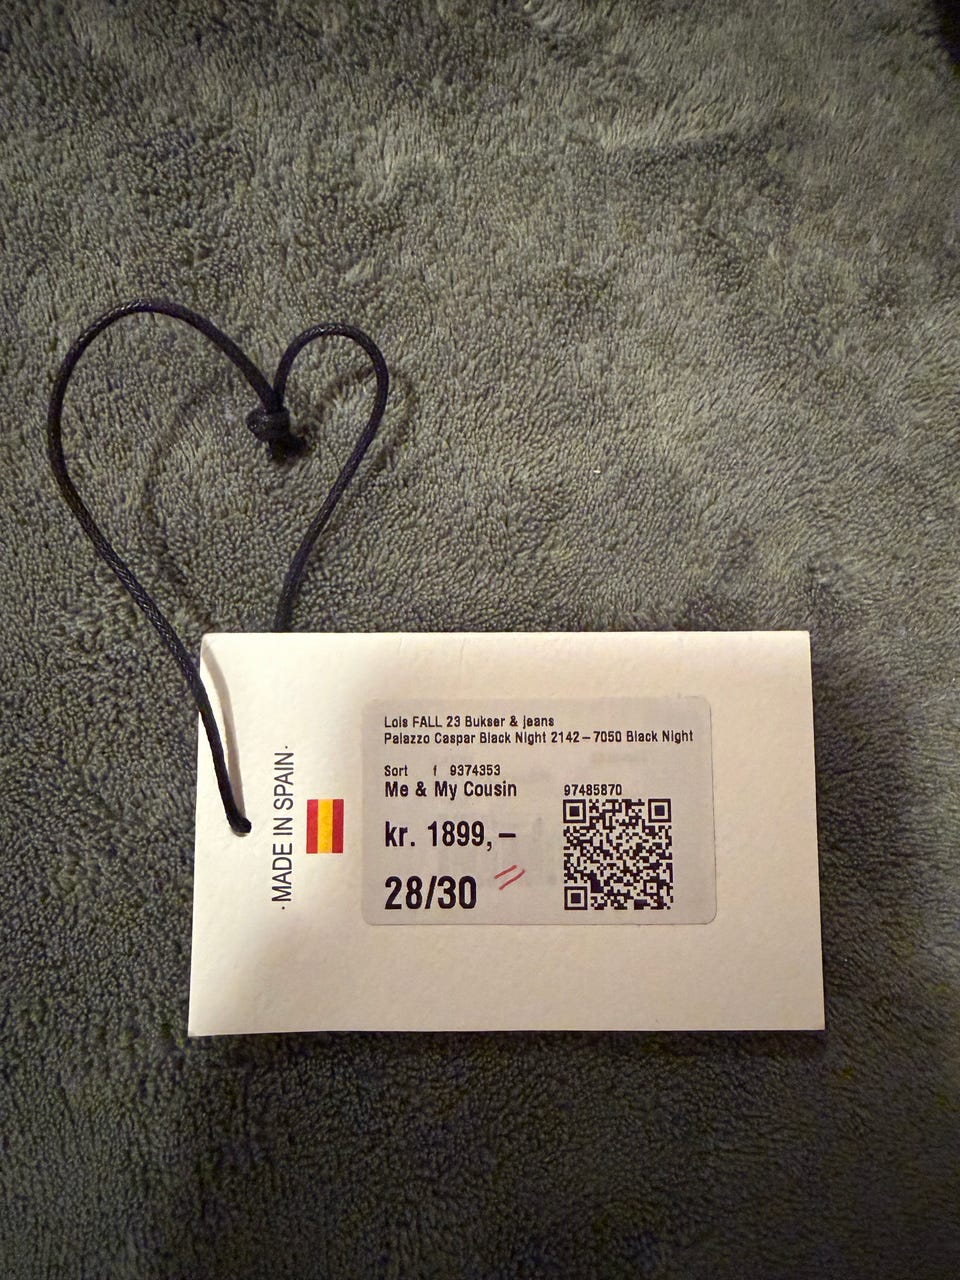 ·MADE IN SPAIN·
Lois FALL 23 Bukser & jeans
Palazzo Caspar Black Night 2142 – 7050 Black Night
Sort f 9374353
Me & My Cousin
97485870
kr. 1899,–
28/30